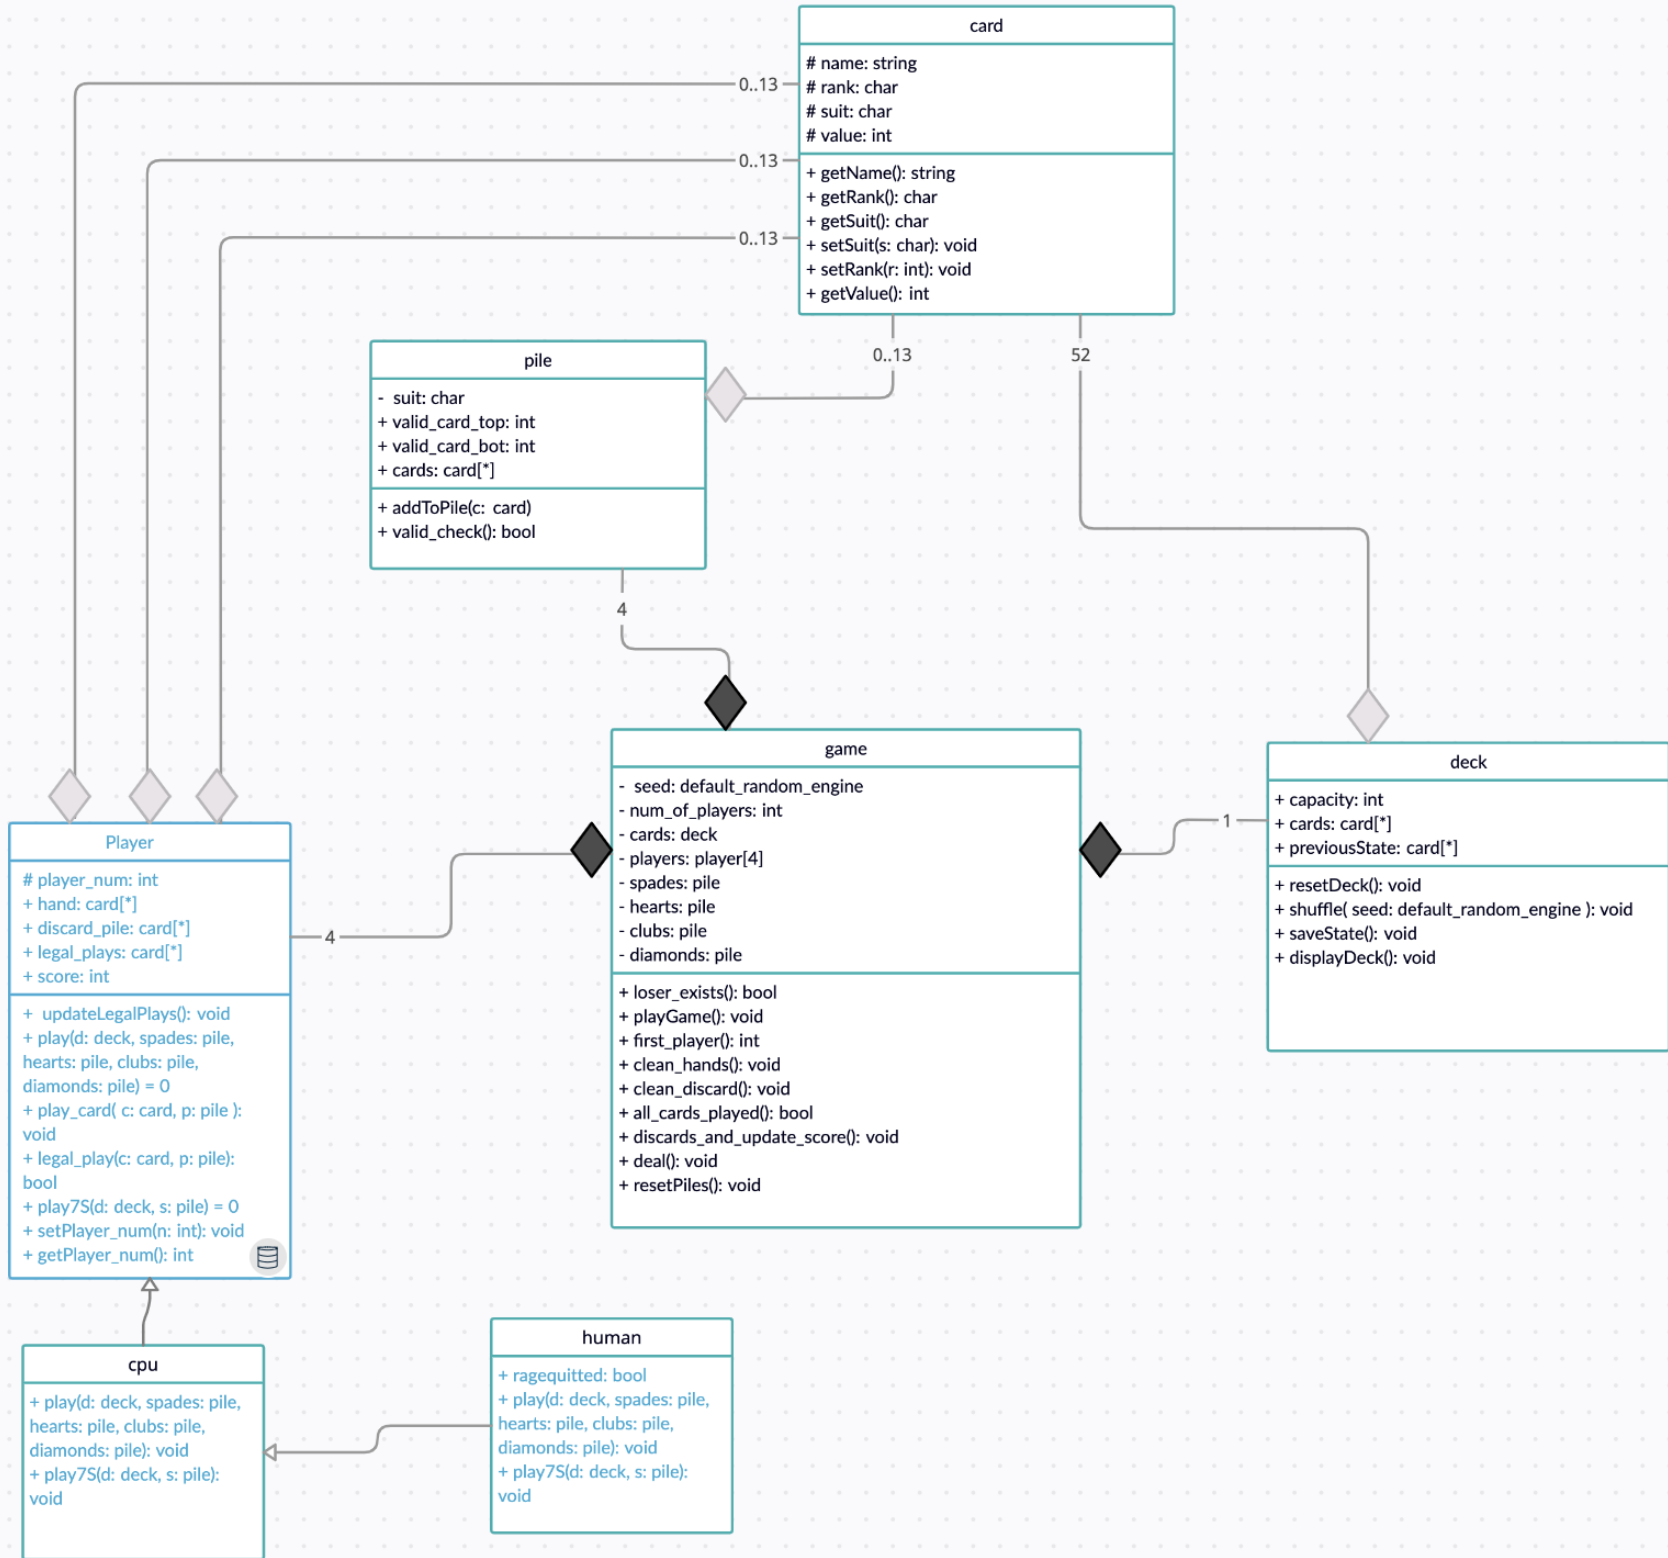 card
# name: string
# rank: char
# suit: char
# value: int
+ getName(): string
+ getRank(): char
+ getSuit(): char
+ setSuit(s: char): void
+ setRank(r: int): void
+ getValue(): int
0..13
0..13
0..13
0..13
52
pile
- suit: char
+ valid_card_top: int
+ valid_card_bot: int
+ cards: card[*]
+ addToPile(c: card)
+ valid_check(): bool
4
game
- seed: default_random_engine
- num_of_players: int
- cards: deck
- players: player[4]
- spades: pile
- hearts: pile
- clubs: pile
- diamonds: pile
+ loser_exists(): bool
+ playGame(): void
+ first_player(): int
+ clean_hands(): void
+ clean_discard(): void
+ all_cards_played(): bool
+ discards_and_update_score(): void
+ deal(): void
+ resetPiles(): void
1
deck
+ capacity: int
+ cards: card[*]
+ previousState: card[*]
+ resetDeck(): void
+ shuffle( seed: default_random_engine ): void
+ saveState(): void
+ displayDeck(): void
Player
# player_num: int
+ hand: card[*]
+ discard_pile: card[*]
+ legal_plays: card[*]
+ score: int
+ updateLegalPlays(): void
+ play(d: deck, spades: pile,
hearts: pile, clubs: pile,
diamonds: pile) = 0
+ play_card( c: card, p: pile ):
void
+ legal_play(c: card, p: pile):
bool
+ play7S(d: deck, s: pile) = 0
+ setPlayer_num(n: int): void
+ getPlayer_num(): int
4
cpu
+ play(d: deck, spades: pile,
hearts: pile, clubs: pile,
diamonds: pile): void
+ play7S(d: deck, s: pile):
void
human
+ ragequitted: bool
+ play(d: deck, spades: pile,
hearts: pile, clubs: pile,
diamonds: pile): void
+ play7S(d: deck, s: pile):
void